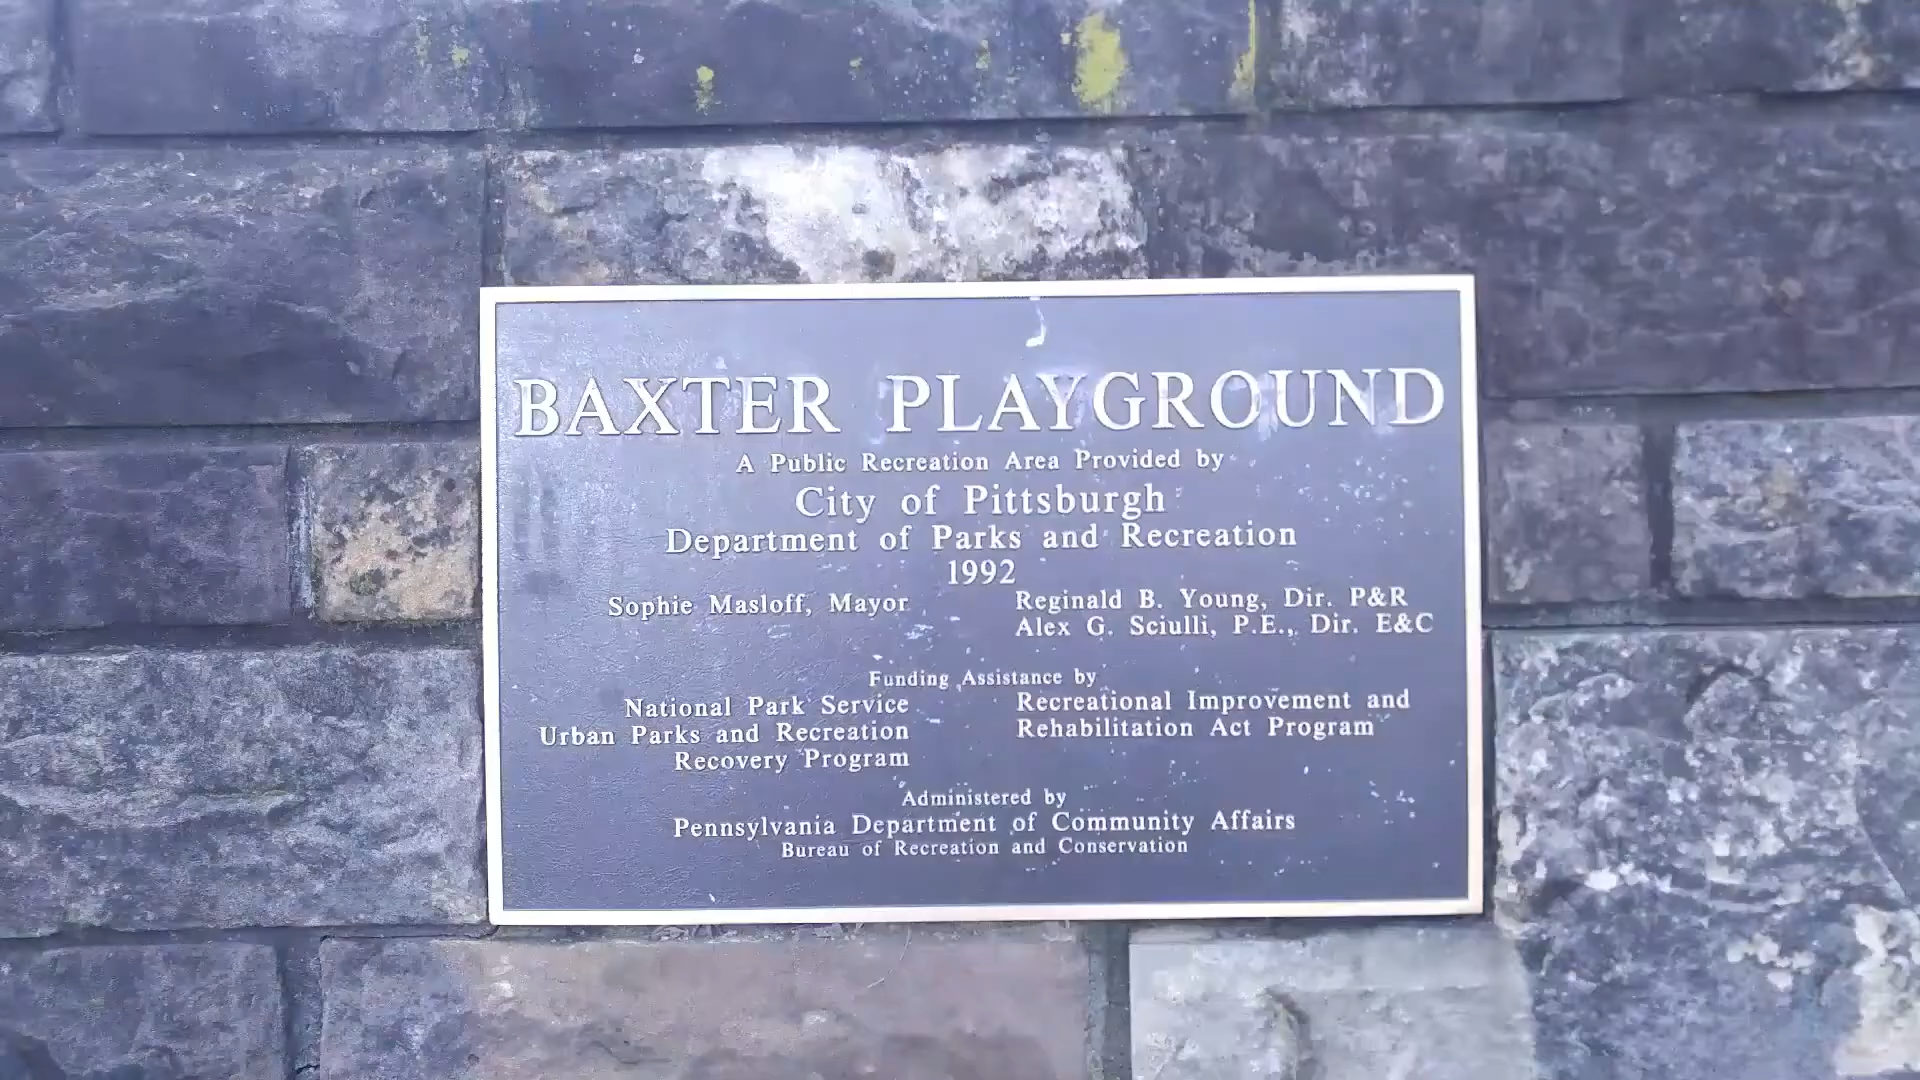 BAXTER PLAYGROUND
A Public Recreation Area Provided by
City of Pittsburgh
Department of Parks and Recreation
1992
Sophie Masloff, Mayor
Reginald B. Young, Dir. P&R
Alex G. Sciulli, P.E., Dir. E&C
Funding Assistance by
National Park Service
Urban Parks and Recreation
Recovery Program
Recreational Improvement and
Rehabilitation Act Program
Administered by
Pennsylvania Department of Community Affairs
Bureau of Recreation and Conservation